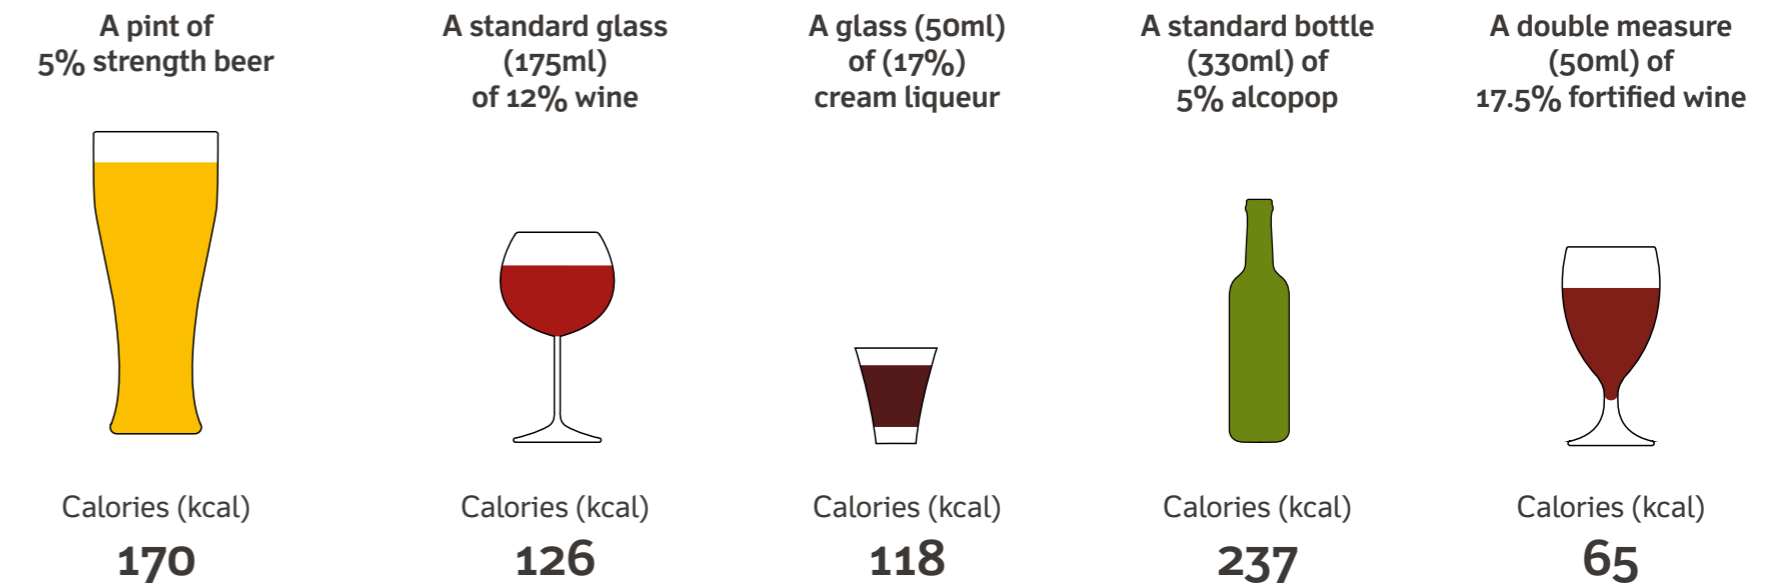 A pint of
5% strength beer
A standard glass
(175ml)
of 12% wine
A glass (50ml)
of (17%)
cream liqueur
A standard bottle
(330ml) of
5% alcopop
A double measure
(50ml) of
17.5% fortified wine
Calories (kcal)
170
Calories (kcal)
126
Calories (kcal)
118
Calories (kcal)
237
Calories (kcal)
65